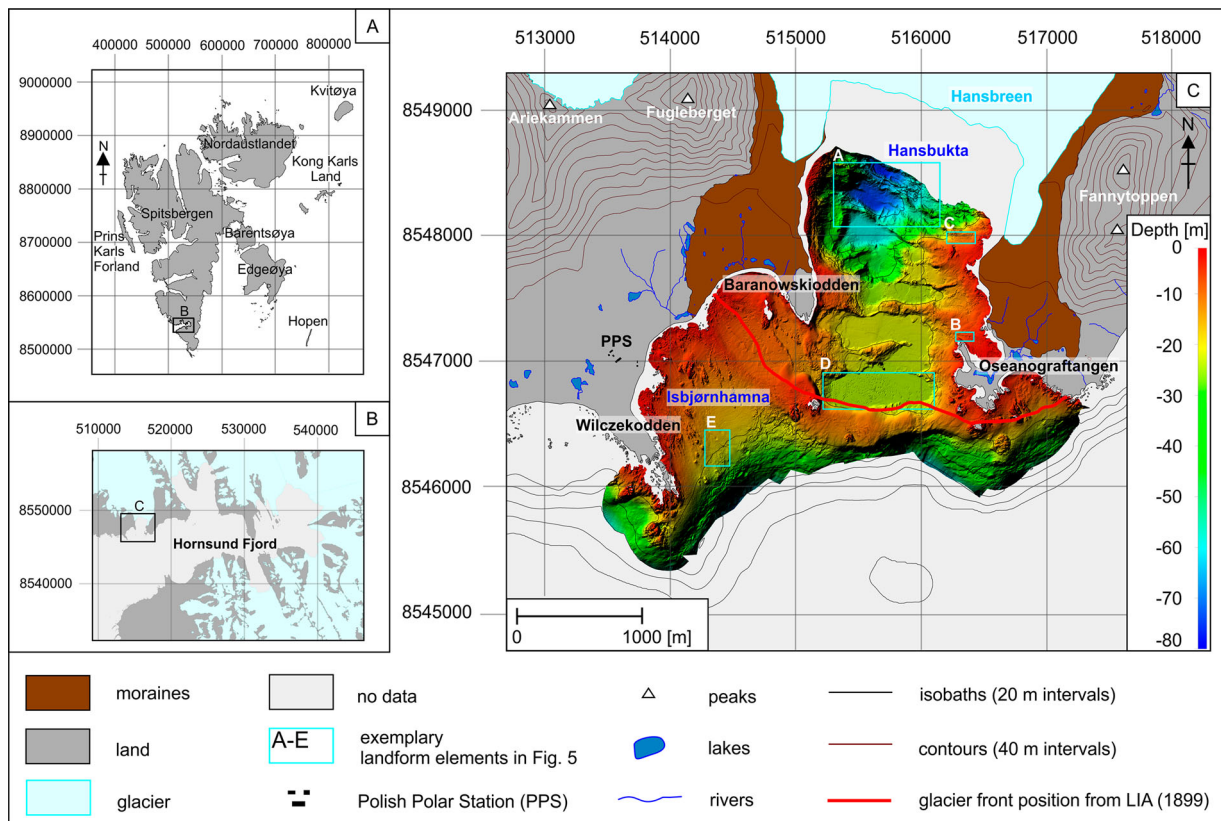 A
400000 500000 600000 700000 800000
9000000
8900000
8800000
8700000
8600000
8500000
N
Kvitøya
Nordaustlandet
Kong Karls
Land
Spitsbergen
Prins
Karls
Forland
Barentsøya
Edgeøya
Hopen
B
B
510000 520000 530000 540000
8550000
8540000
C
Hornsund Fjord
C
513000 514000 515000 516000 517000 518000
8549000
8548000
8547000
8546000
8545000
Ariekammen
Fugleberget
Hansbreen
Hansbukta
N
Fannytoppen
A
C
B
D
E
Baranowskiodden
PPS
Oseanograftangen
Isbjørnhamna
Wilczekodden
Depth [m]
0
-10
-20
-30
-40
-50
-60
-70
-80
0 1000 [m]
moraines
land
glacier
no data
A-E
exemplary
landform elements in Fig. 5
Polish Polar Station (PPS)
peaks
lakes
rivers
isobaths (20 m intervals)
contours (40 m intervals)
glacier front position from LIA (1899)